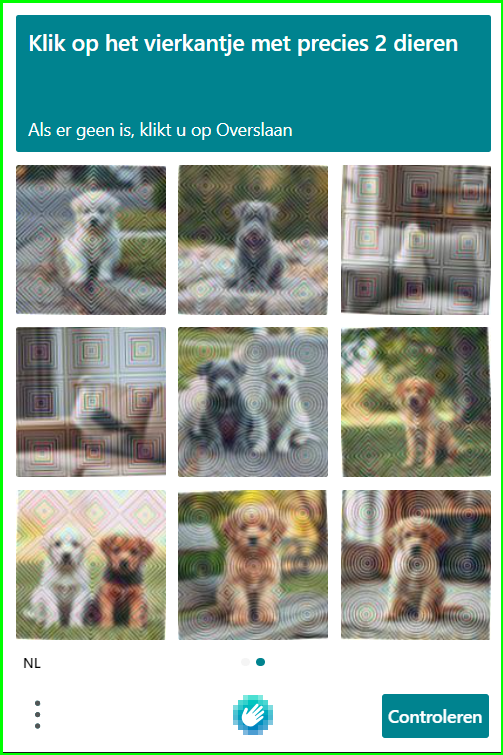 Klik op het vierkantje met precies 2 dieren
Als er geen is, klikt u op Overslaan
NL
Controleren